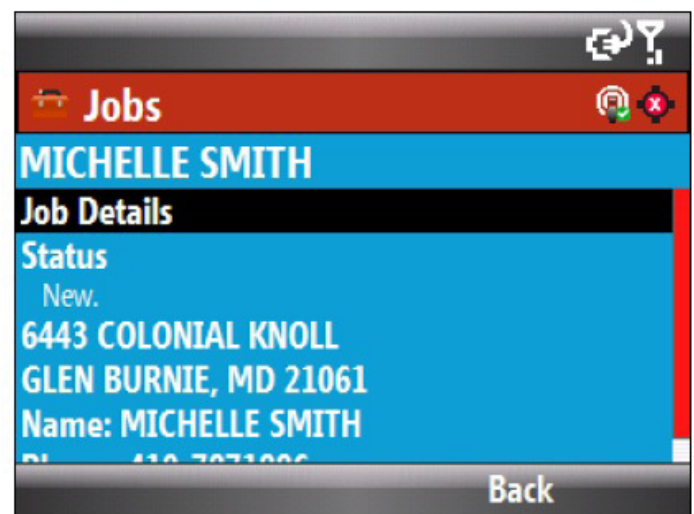 Jobs
MICHELLE SMITH
Job Details
Status
New.
6443 COLONIAL KNOLL
GLEN BURNIE, MD 21061
Name: MICHELLE SMITH
Back